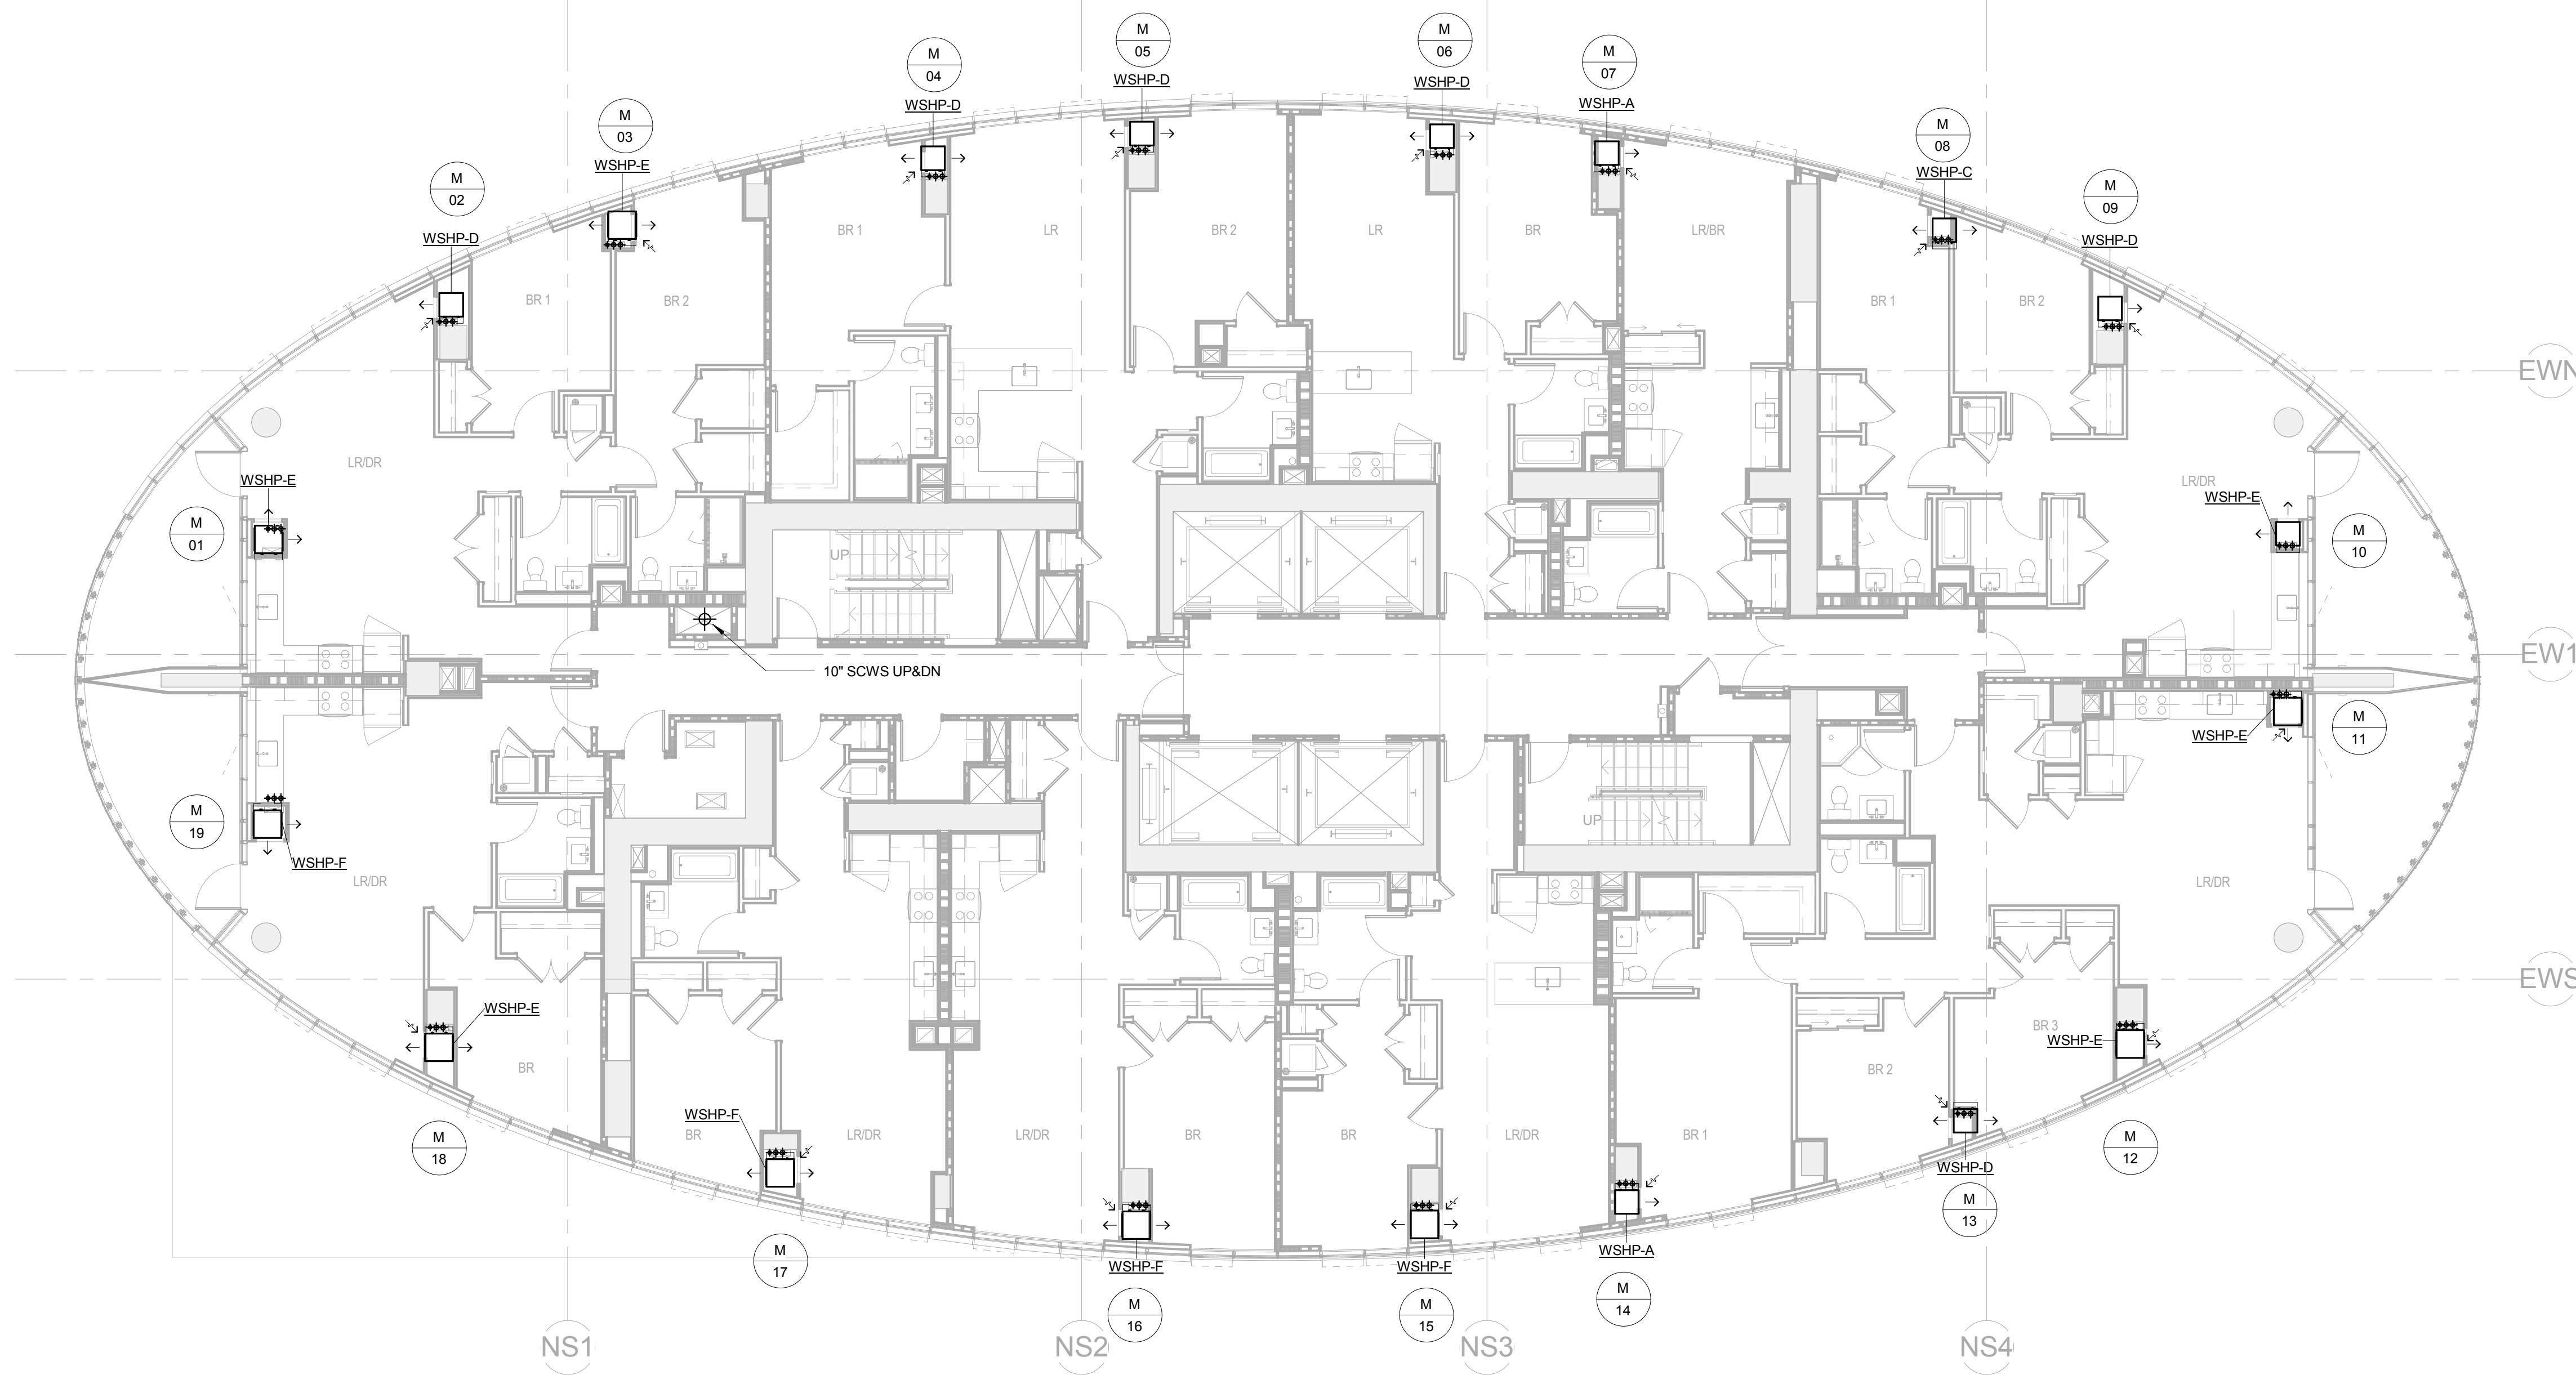 M
05
M
06
M
04
M
07
WSHP-D
WSHP-D
WSHP-D
WSHP-A
M
03
M
08
WSHP-E
WSHP-C
M
02
M
09
WSHP-D
WSHP-D
BR 1
LR
BR 2
LR
BR
LR/BR
BR 1
BR 2
BR 1
BR 2
EWN
LR/DR
LR/DR
WSHP-E
WSHP-E
M
01
M
10
UP
10" SCWS UP&DN
EW1
M
11
WSHP-E
M
19
UP
WSHP-F
LR/DR
LR/DR
EWS
WSHP-E
BR 3
WSHP-E
BR
BR 2
WSHP-F
BR
LR/DR
LR/DR
BR
BR
LR/DR
BR 1
M
18
M
12
WSHP-D
M
13
M
17
WSHP-F
WSHP-F
WSHP-A
M
16
M
15
M
14
NS1
NS2
NS3
NS4